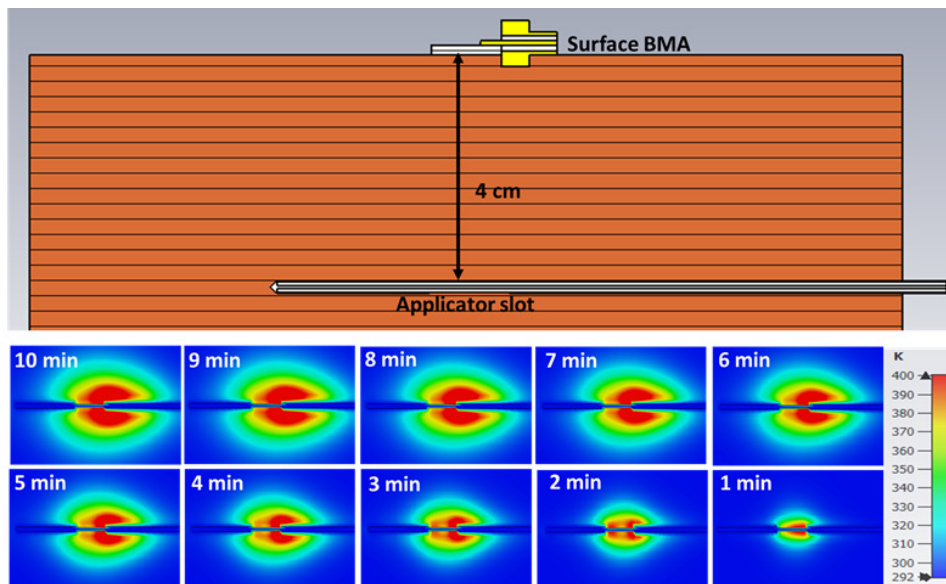 Surface BMA
4 cm
Applicator slot
10 min
9 min
8 min
7 min
6 min
5 min
4 min
3 min
2 min
1 min
K
400
390
380
370
360
350
340
330
320
310
300
292